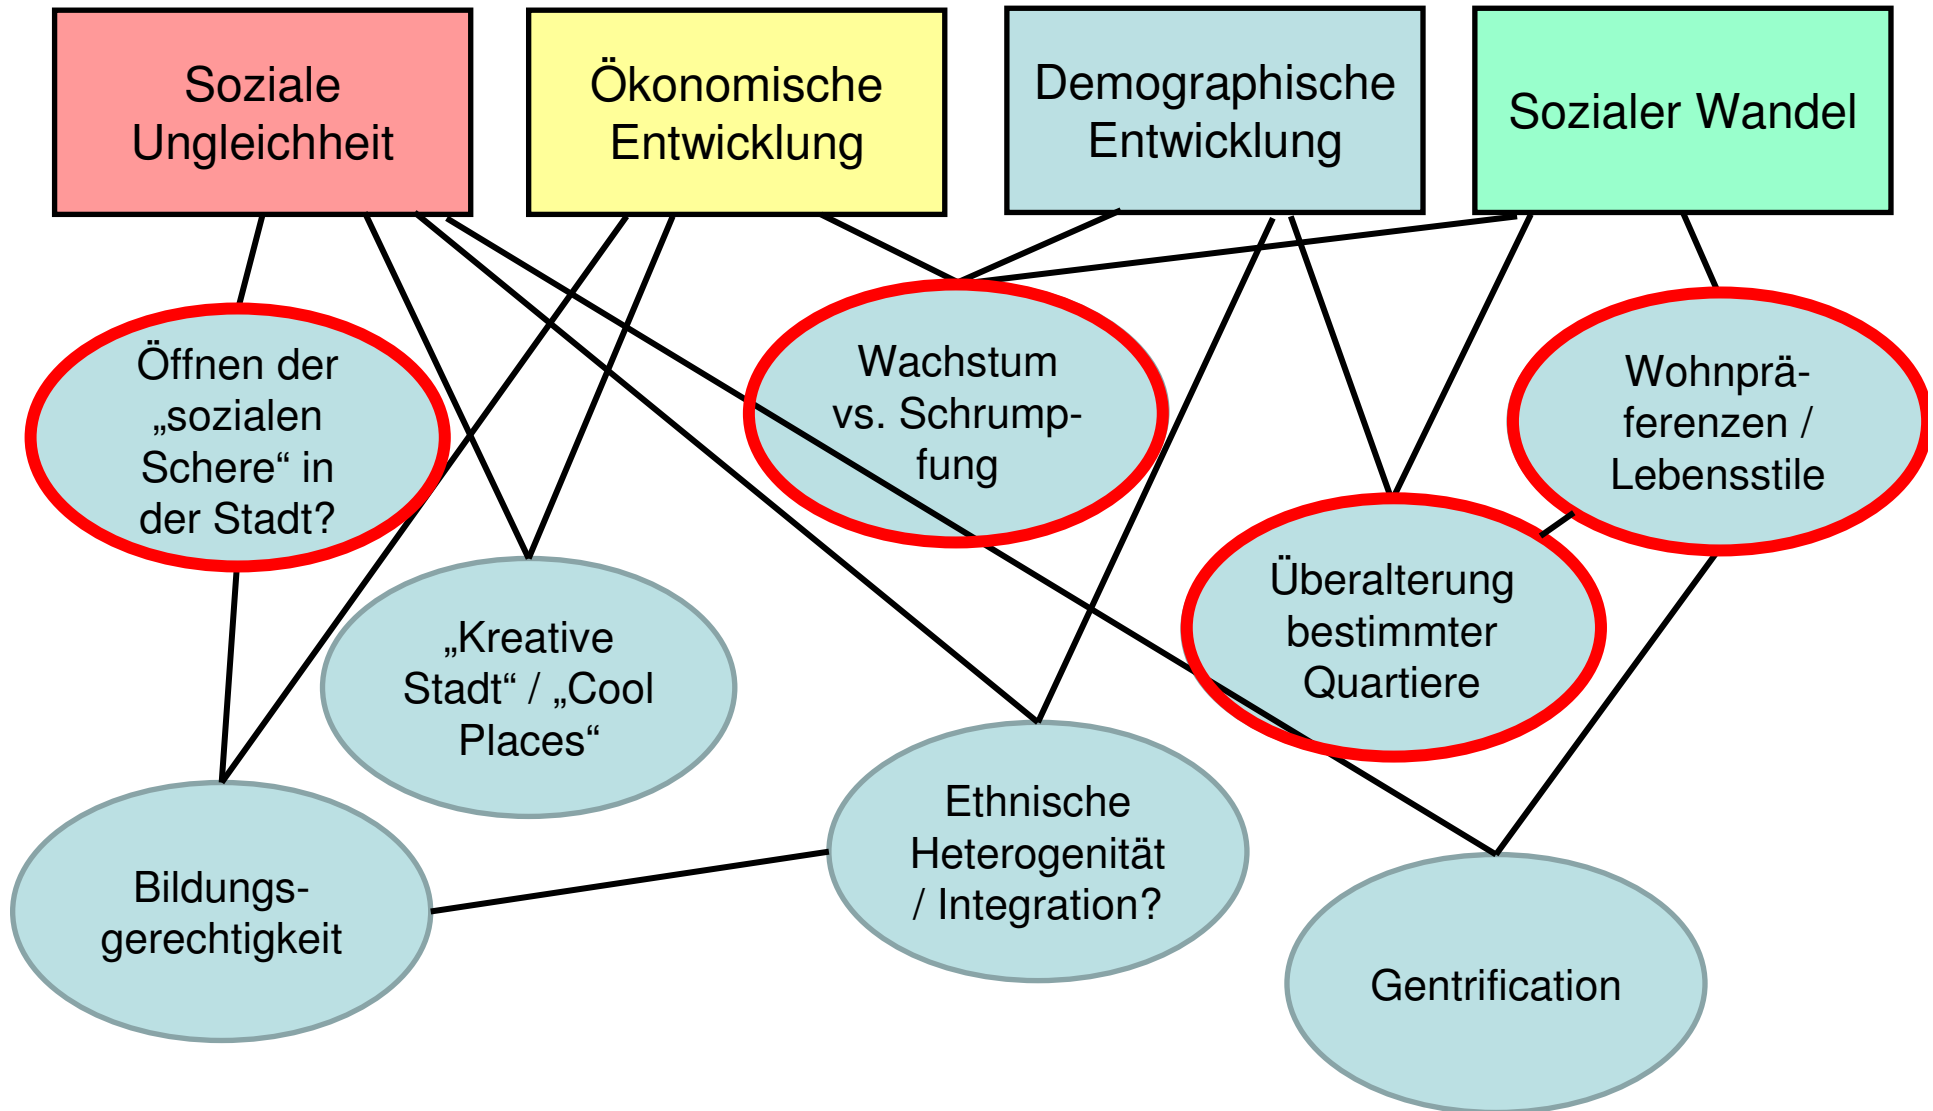 Soziale
Ungleichheit
Ökonomische
Entwicklung
Demographische
Entwicklung
Sozialer Wandel
Öffnen der
„sozialen
Schere“ in
der Stadt?
Wachstum
vs. Schrump-
fung
Wohnprä-
ferenzen /
Lebensstile
„Kreative
Stadt“ / „Cool
Places“
Überalterung
bestimmter
Quartiere
Bildungs-
gerechtigkeit
Ethnische
Heterogenität
/ Integration?
Gentrification